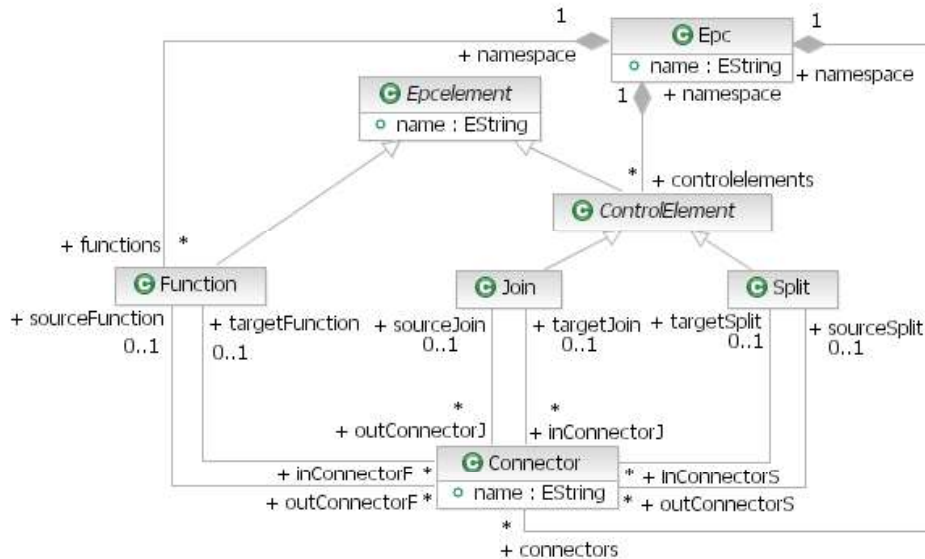 1
1
C Epc
+ namespace
name : EString
+ namespace
1
+ namespace
C Epcelement
name : EString
*
+ controlelements
C ControlElement
+ functions
*
C Function
C Join
C Split
+ sourceFunction
0..1
+ targetFunction
0..1
+ sourceJoin
0..1
+ targetJoin
0..1
+ targetSplit
0..1
+ sourceSplit
0..1
*
+ outConnectorJ
*
+ inConnectorJ
C Connector
name : EString
+ inConnectorF *
+ outConnectorF *
* + inConnectorS
* + outConnectorS
*
+ connectors